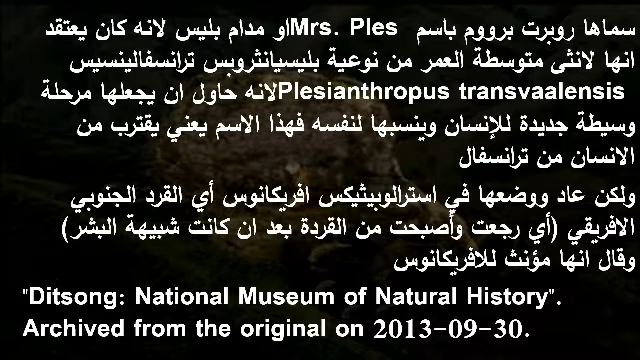 سماها روبرت برووم باسم Mrs. Ples او مدام بليس لانه كان يعتقد
انها لانثى متوسطة العمر من نوعية بليسيانثروبس ترانسفالينسيس
Plesianthropus transvaalensis لانه حاول ان يجعلها مرحلة
وسيطة جديدة للإنسان وينسبها لنفسه فهذا الاسم يعني يقترب من
الانسان من ترانسفال
ولكن عاد ووضعها في استرالوبيثيكس افريكانوس أي القرد الجنوبي
الافريقي (أي رجعت وأصبحت من القردة بعد ان كانت شبيهة البشر)
وقال انها مؤنث للافريكانوس
"Ditsong: National Museum of Natural History".
Archived from the original on 2013-09-30.